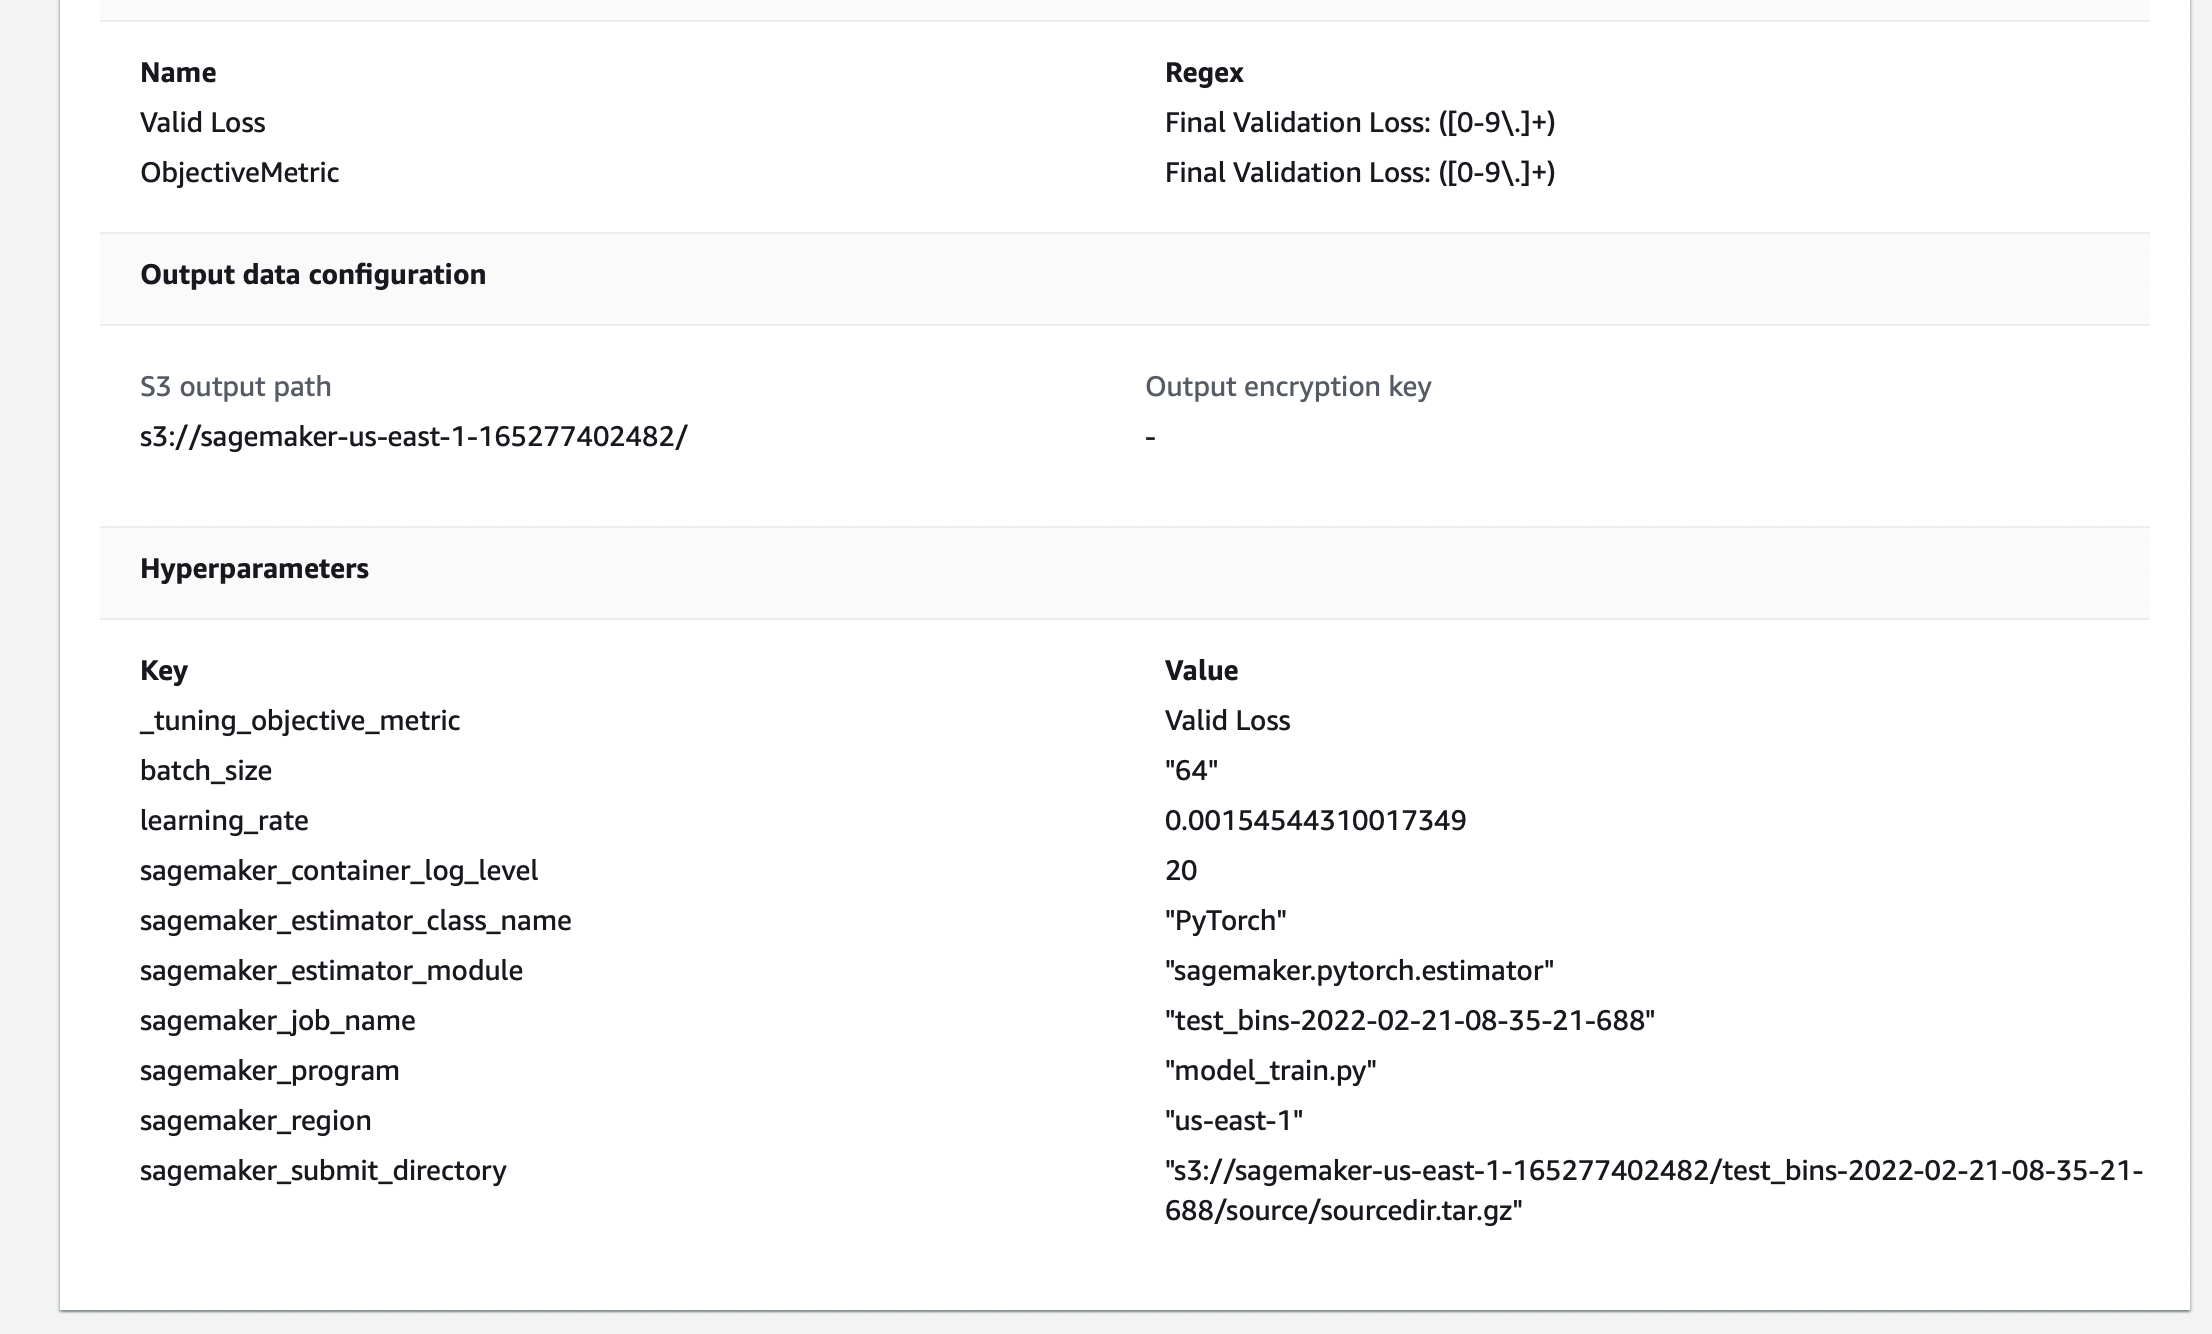 Name Regex
Valid Loss Final Validation Loss: ([0-9\.]+)
ObjectiveMetric Final Validation Loss: ([0-9\.]+)
Output data configuration
S3 output path Output encryption key
s3://sagemaker-us-east-1-165277402482/ -
Hyperparameters
Key Value
_tuning_objective_metric Valid Loss
batch_size "64"
learning_rate 0.00154544310017349
sagemaker_container_log_level 20
sagemaker_estimator_class_name "PyTorch"
sagemaker_estimator_module "sagemaker.pytorch.estimator"
sagemaker_job_name "test_bins-2022-02-21-08-35-21-688"
sagemaker_program "model_train.py"
sagemaker_region "us-east-1"
sagemaker_submit_directory "s3://sagemaker-us-east-1-165277402482/test_bins-2022-02-21-08-35-21-
688/source/sourcedir.tar.gz"